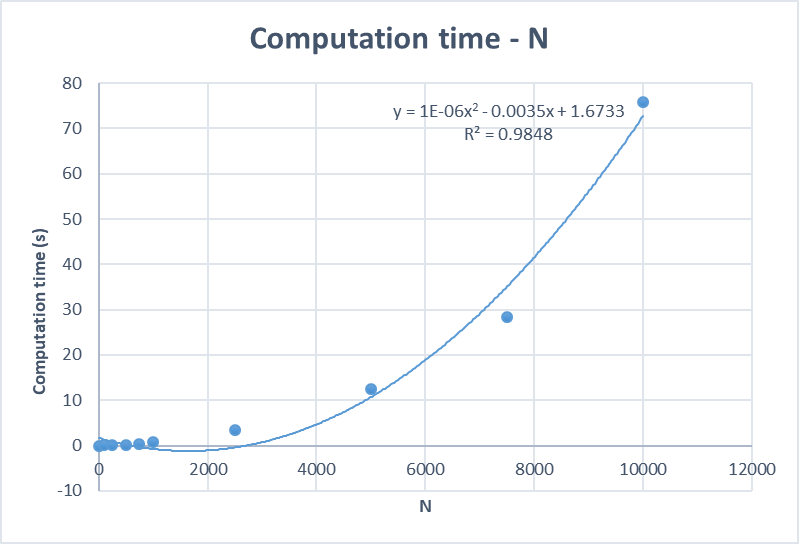 Computation time - N
y = 1E-06x² - 0.0035x + 1.6733
R² = 0.9848
80
70
60
50
40
30
20
10
0
-10
Computation time (s)
0 2000 4000 6000 8000 10000 12000
N